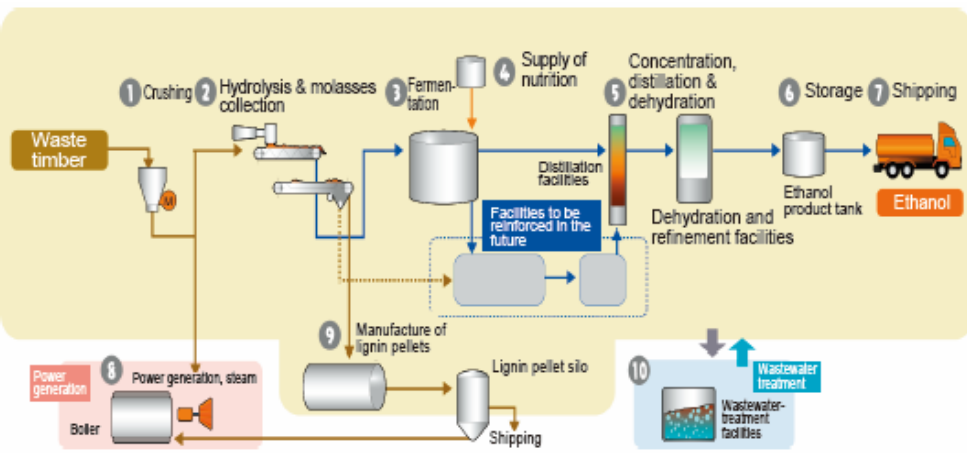 1 Crushing
2 Hydrolysis & molasses
collection
3 Fermen-
tation
4 Supply of
nutrition
5 Concentration,
distillation &
dehydration
6 Storage
7 Shipping
Waste
timber
M
Distillation
facilities
Dehydration and
refinement facilities
Ethanol
product tank
Ethanol
Facilities to be
reinforced in the
future
9 Manufacture of
lignin pellets
Lignin pellet silo
Shipping
Power
generation
8
Power generation, steam
Boiler
10
Wastewater
treatment
Wastewater-
treatment
facilities